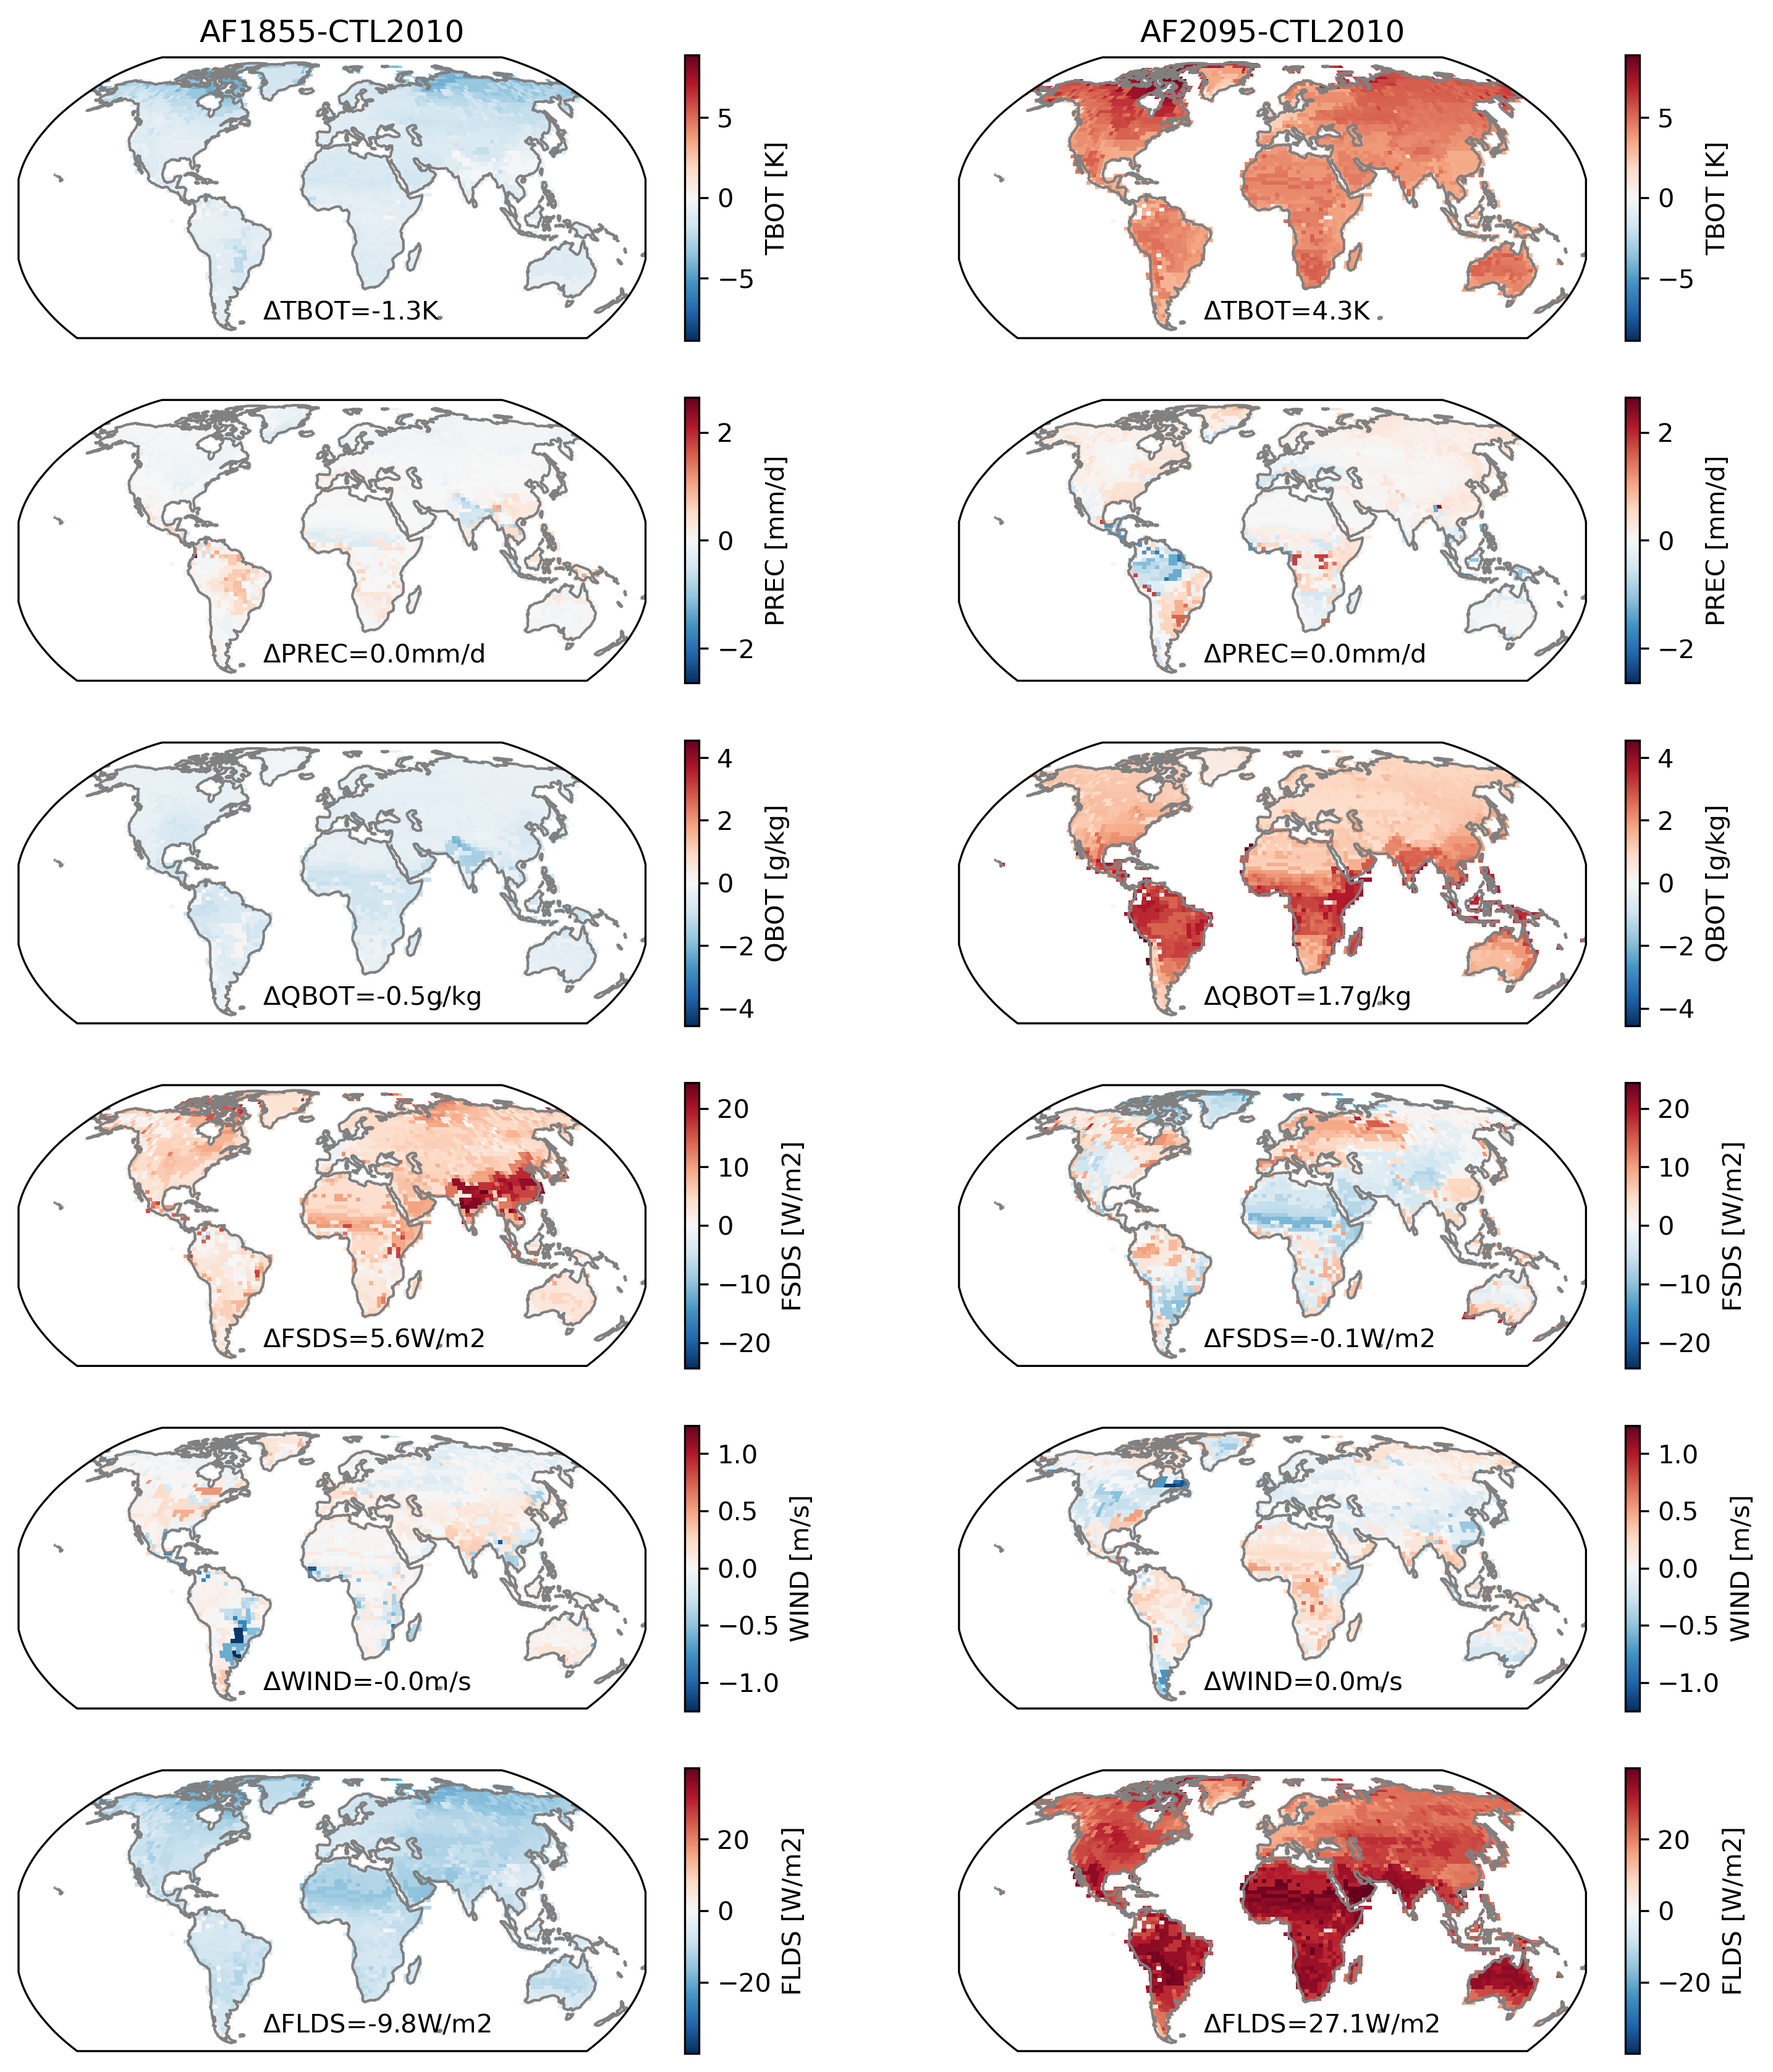 AF1855-CTL2010
AF2095-CTL2010
5
0
−5
TBOT [K]
ΔTBOT=-1.3K
5
0
−5
TBOT [K]
ΔTBOT=4.3K
2
0
−2
PREC [mm/d]
ΔPREC=0.0mm/d
2
0
−2
PREC [mm/d]
ΔPREC=0.0mm/d
4
2
0
−2
−4
QBOT [g/kg]
ΔQBOT=-0.5g/kg
4
2
0
−2
−4
QBOT [g/kg]
ΔQBOT=1.7g/kg
20
10
0
−10
−20
FSDS [W/m2]
ΔFSDS=5.6W/m2
20
10
0
−10
−20
FSDS [W/m2]
ΔFSDS=-0.1W/m2
1.0
0.5
0.0
−0.5
−1.0
WIND [m/s]
ΔWIND=-0.0m/s
1.0
0.5
0.0
−0.5
−1.0
WIND [m/s]
ΔWIND=0.0m/s
20
0
−20
FLDS [W/m2]
ΔFLDS=-9.8W/m2
20
0
−20
FLDS [W/m2]
ΔFLDS=27.1W/m2